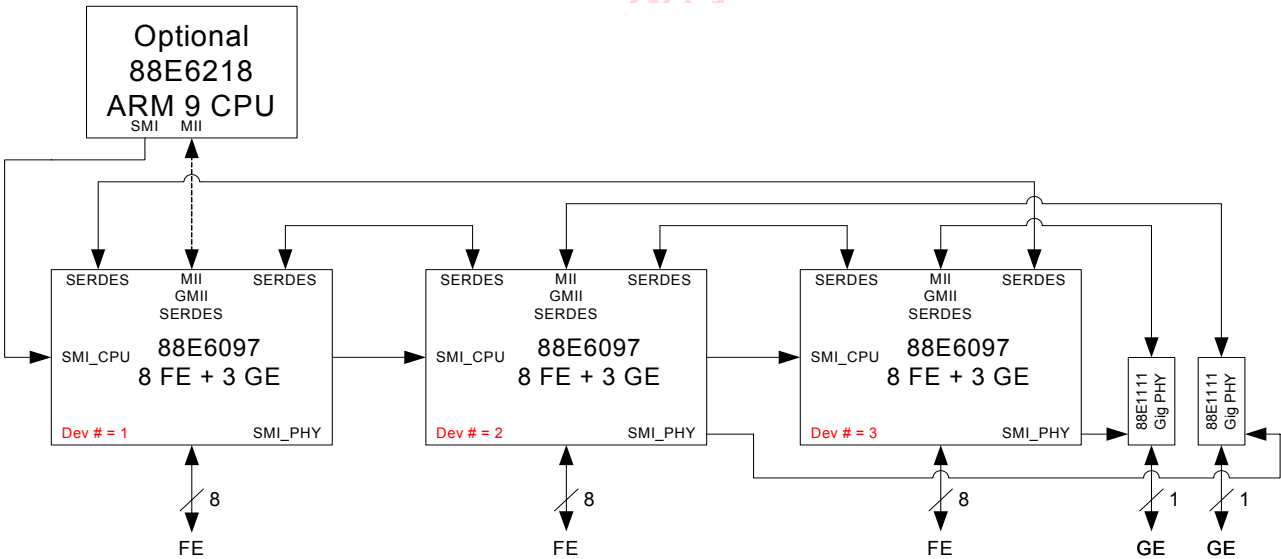 Optional
88E6218
ARM 9 CPU
SMI MII
SERDES MII SERDES
GMII
SERDES
SMI_CPU 88E6097
8 FE + 3 GE
Dev # = 1 SMI_PHY
SERDES MII SERDES
GMII
SERDES
SMI_CPU 88E6097
8 FE + 3 GE
Dev # = 2 SMI_PHY
SERDES MII SERDES
GMII
SERDES
SMI_CPU 88E6097
8 FE + 3 GE
Dev # = 3 SMI_PHY
88E1111
Gig PHY
88E1111
Gig PHY
8 8 8 1 1
FE FE FE GE GE